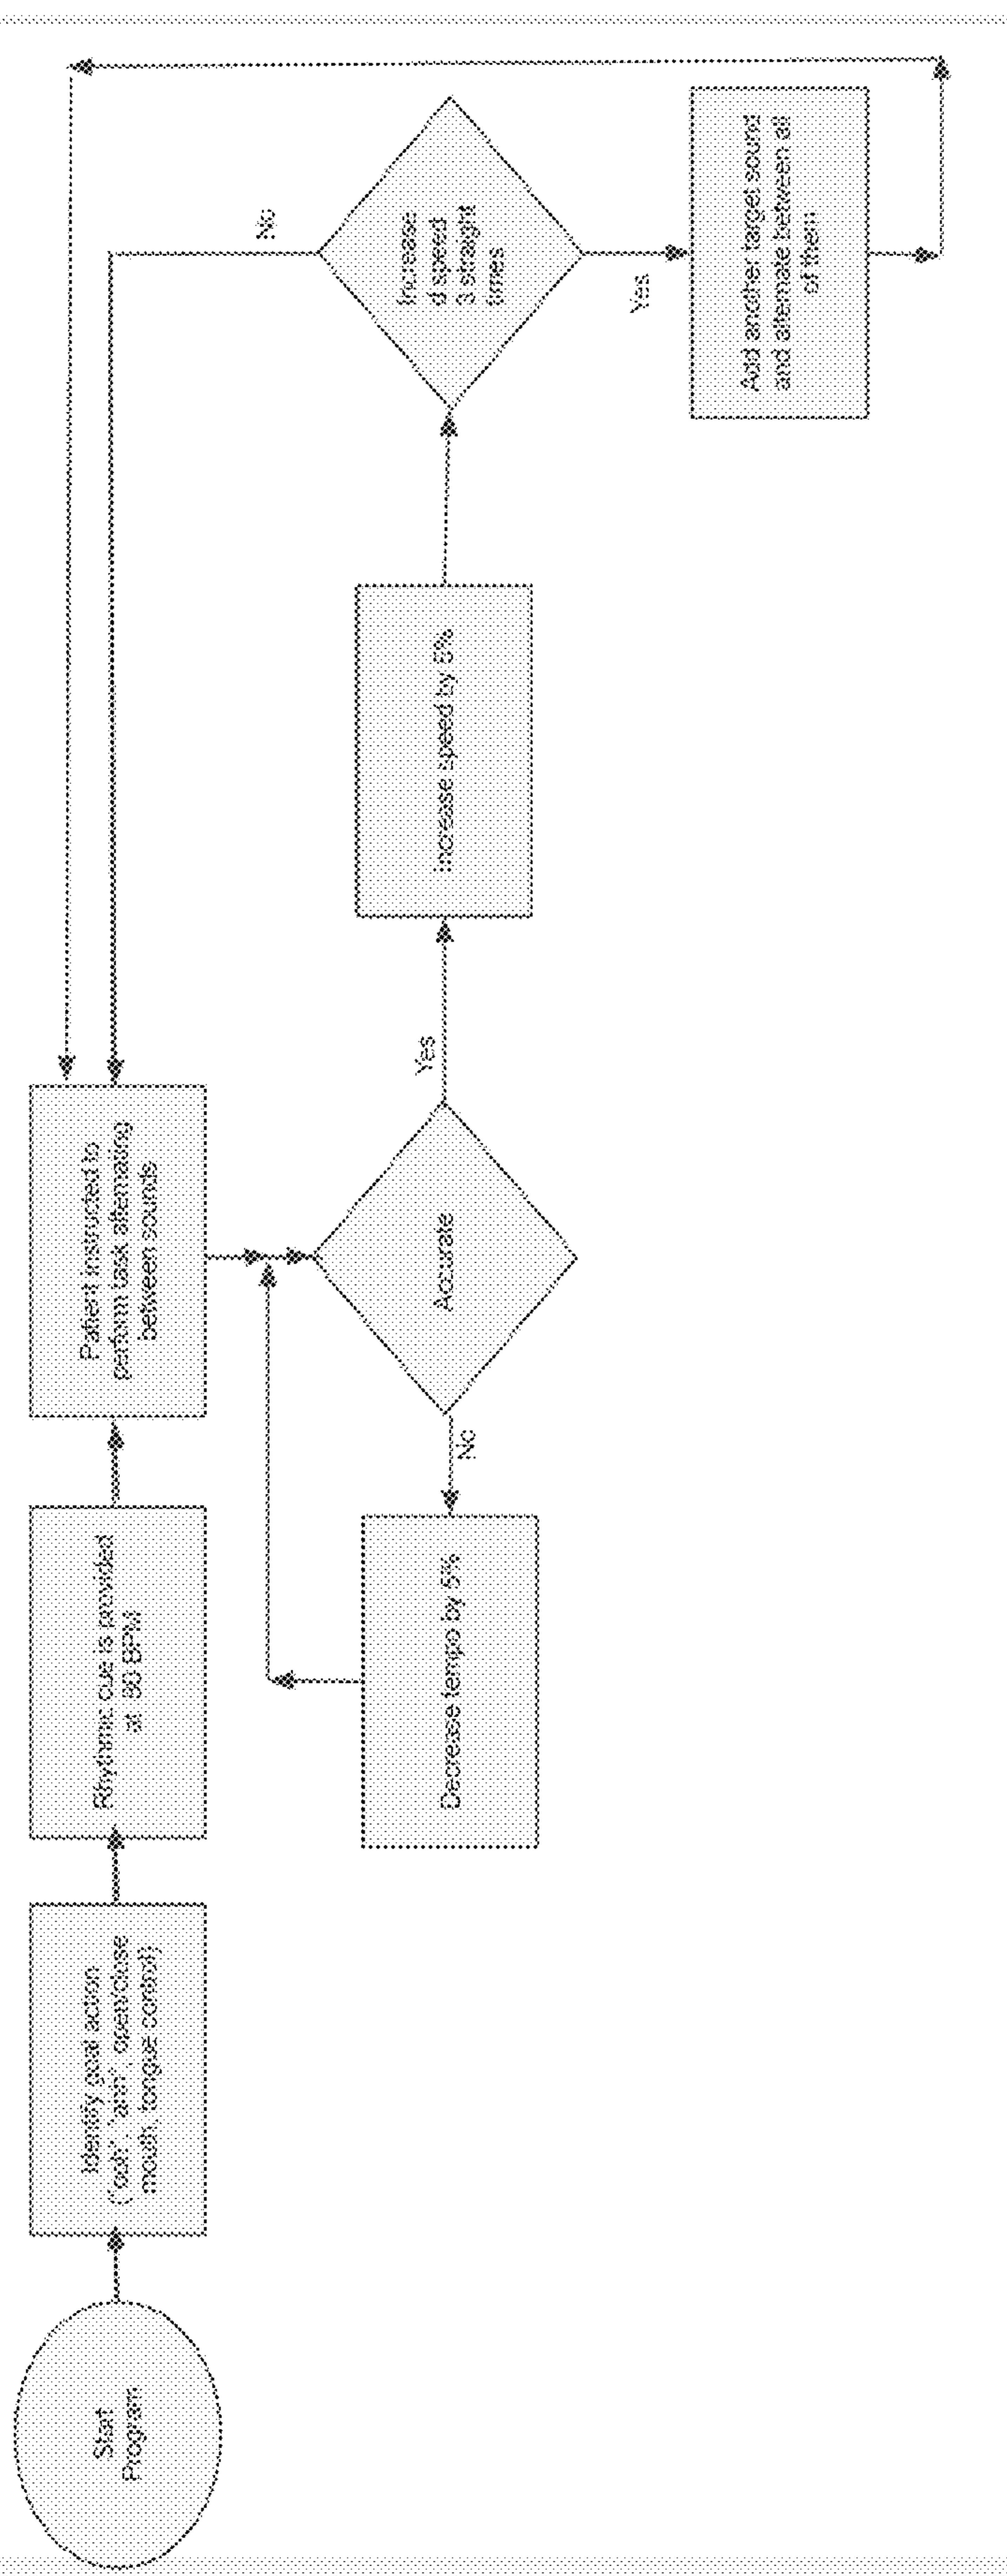 Start
Program
Identify goal action
("ooh", "ahh", open/close
mouth, tongue control)
Rhythmic cue is provided
at BPM
Patient instructed to
perform task alternating
between sounds
Accurate
No
Decrease tempo by 5%
Yes
Increase speed by 5%
Increase
d speed
3 straight
times
No
Yes
Add another target sound
and alternate between all
of them